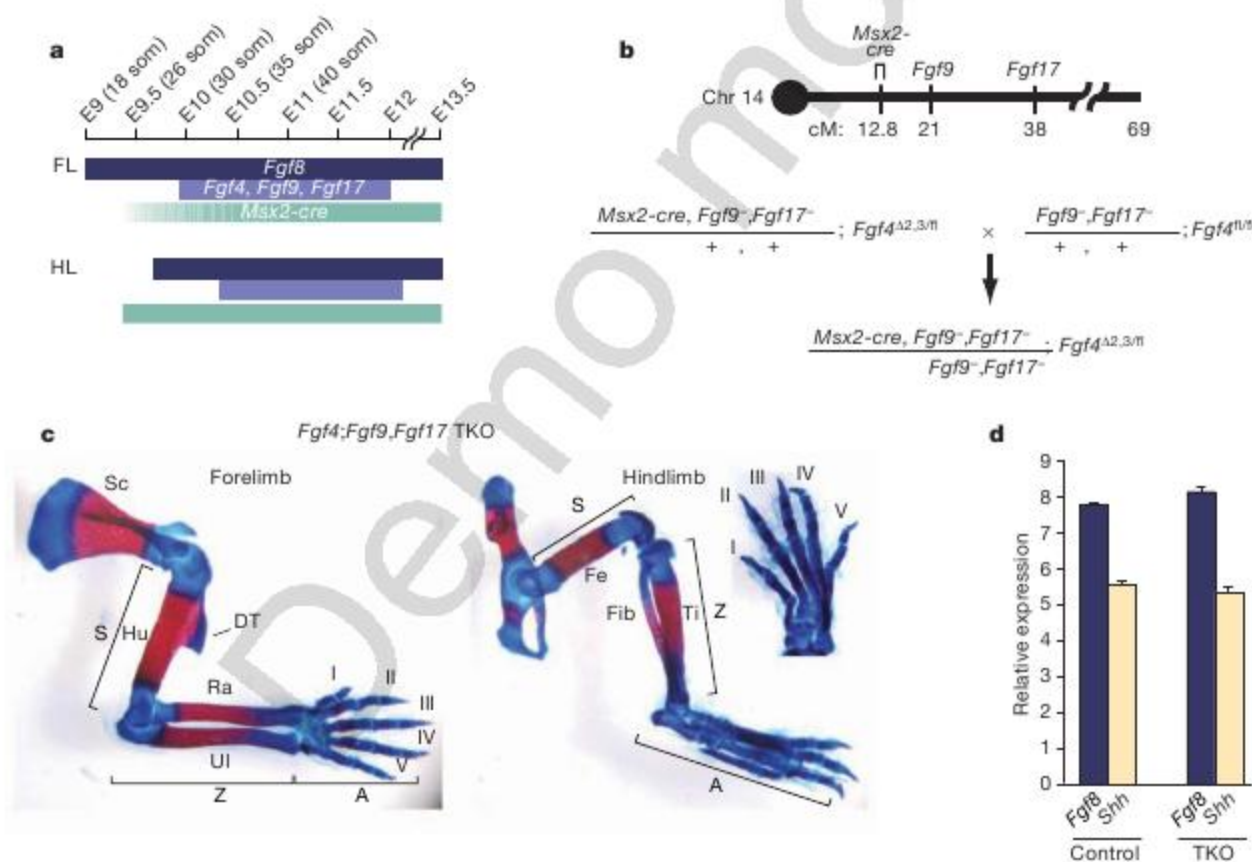 a
E9 (18 som)
E9.5 (26 som)
E10 (30 som)
E10.5 (35 som)
E11 (40 som)
E11.5
E12
E13.5
FL
Fgf8
Fgf4, Fgf9, Fgf17
Msx2-cre
HL
b
Msx2-
cre
Fgf9
Fgf17
Chr 14
cM: 12.8 21 38 69
Msx2-cre, Fgf9⁻,Fgf17⁻ ; Fgf4Δ2,3/fl × Fgf9⁻,Fgf17⁻ ; Fgf4fl/fl
+ , + + , +
Msx2-cre, Fgf9⁻,Fgf17⁻ ; Fgf4Δ2,3/fl
Fgf9⁻,Fgf17⁻
c
Fgf4;Fgf9,Fgf17 TKO
Forelimb
Sc
S
Hu
DT
Ra
Ul
I
II
III
IV
V
Z
A
Hindlimb
S
Fe
Fib
Ti
Z
A
I
II
III
IV
V
d
Relative expression
9
8
7
6
5
4
3
2
1
0
Fgf8 Shh Fgf8 Shh
Control TKO
Demo